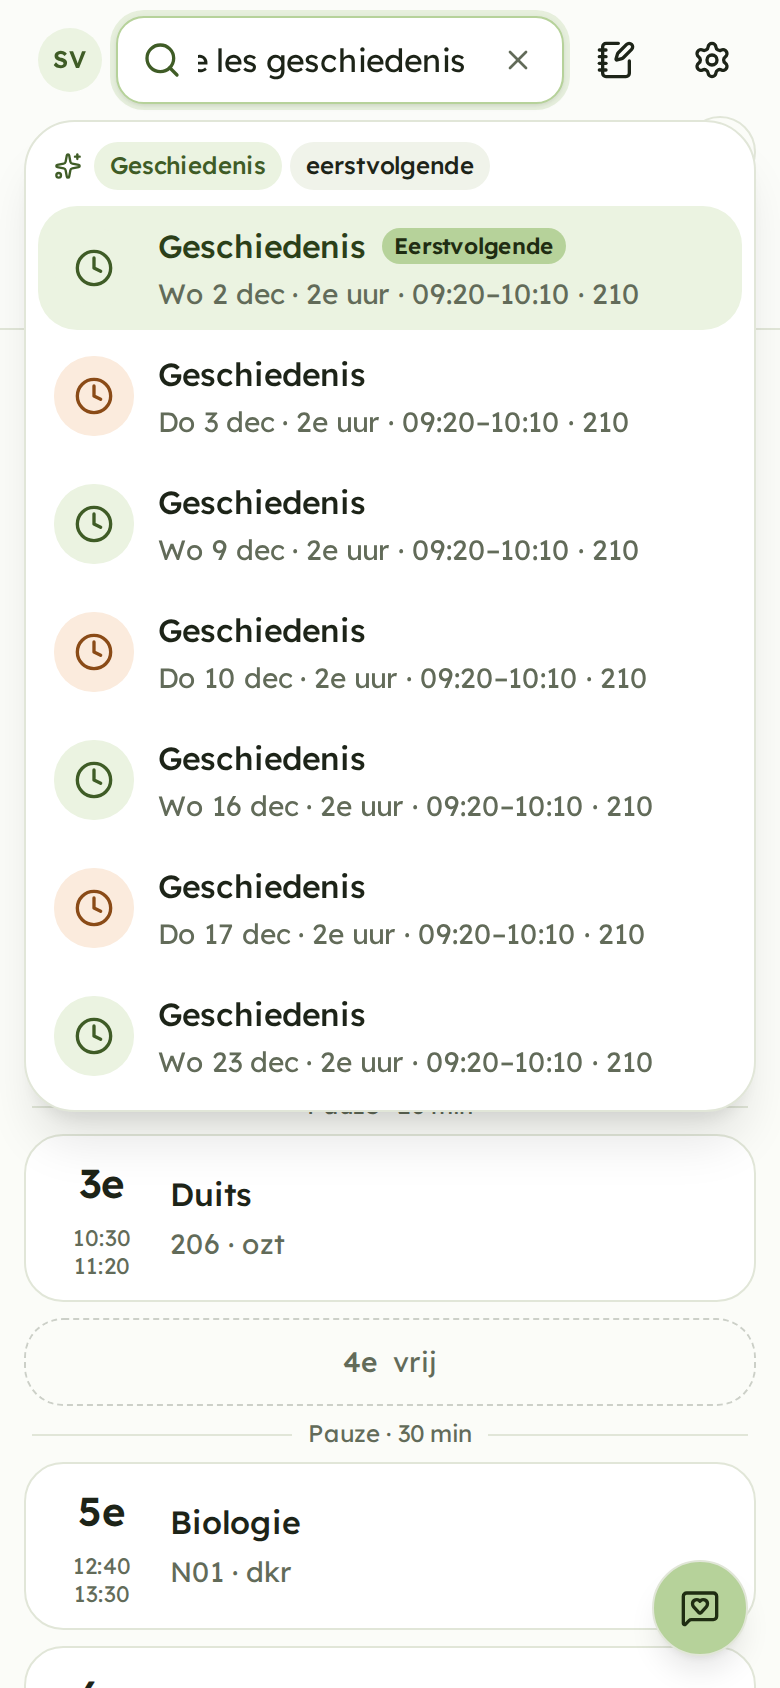 SV
les geschiedenis
Geschiedenis eerstvolgende
Geschiedenis Eerstvolgende
Wo 2 dec · 2e uur · 09:20–10:10 · 210
Geschiedenis
Do 3 dec · 2e uur · 09:20–10:10 · 210
Geschiedenis
Wo 9 dec · 2e uur · 09:20–10:10 · 210
Geschiedenis
Do 10 dec · 2e uur · 09:20–10:10 · 210
Geschiedenis
Wo 16 dec · 2e uur · 09:20–10:10 · 210
Geschiedenis
Do 17 dec · 2e uur · 09:20–10:10 · 210
Geschiedenis
Wo 23 dec · 2e uur · 09:20–10:10 · 210
3e
Duits
10:30
206 · ozt
11:20
4e vrij
Pauze · 30 min
5e
Biologie
12:40
N01 · dkr
13:30